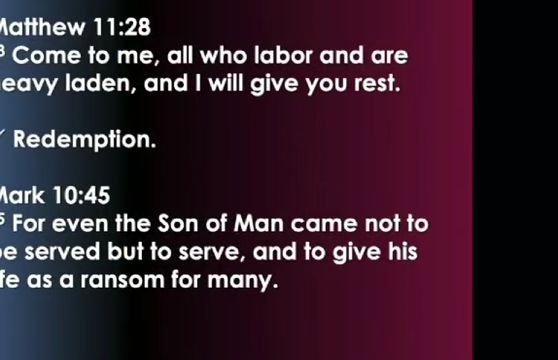 Matthew 11:28
8 Come to me, all who labor and are
heavy laden, and I will give you rest.
✓ Redemption.
Mark 10:45
5 For even the Son of Man came not to
be served but to serve, and to give his
life as a ransom for many.